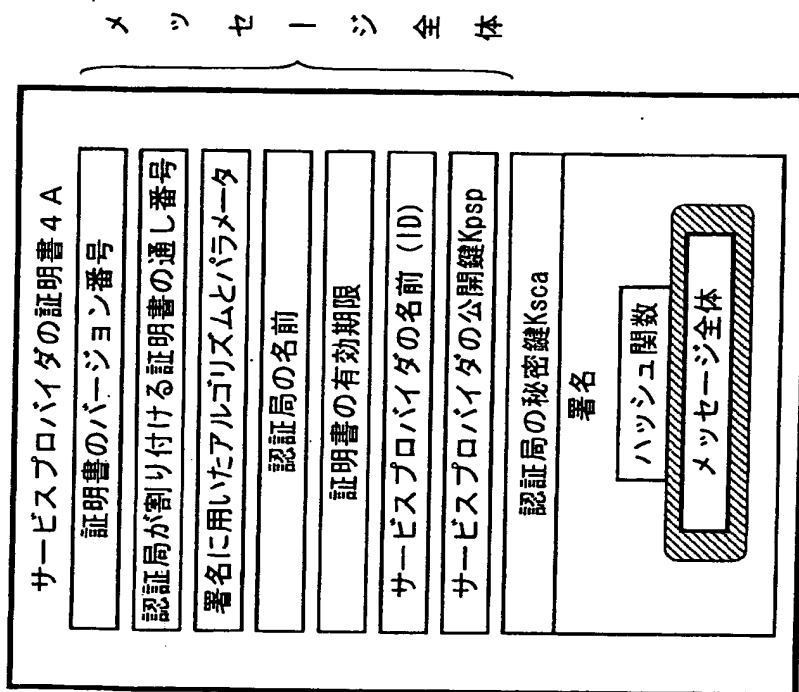 サービスプロバイダの証明書4A
証明書のバージョン番号
認証局が割り付ける証明書の通し番号
署名に用いたアルゴリズムとパラメータ
認証局の名前
証明書の有効期限
サービスプロバイダの名前 (ID)
サービスプロバイダの公開鍵Kpsp
メッセージ全体
認証局の秘密鍵Ksca
署名
ハッシュ関数
メッセージ全体